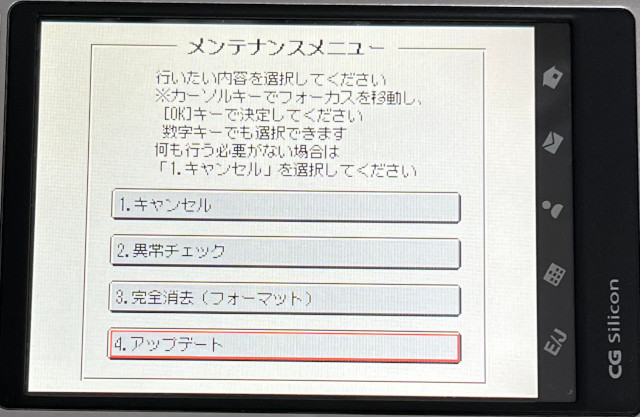 メンテナンスメニュー
行いたい内容を選択してください
※カーソルキーでフォーカスを移動し、
[OK]キーで決定してください
数字キーでも選択できます
何も行う必要がない場合は
「1.キャンセル」を選択してください
1.キャンセル
2.異常チェック
3.完全消去(フォーマット)
4.アップデート
E/J
CG Silicon